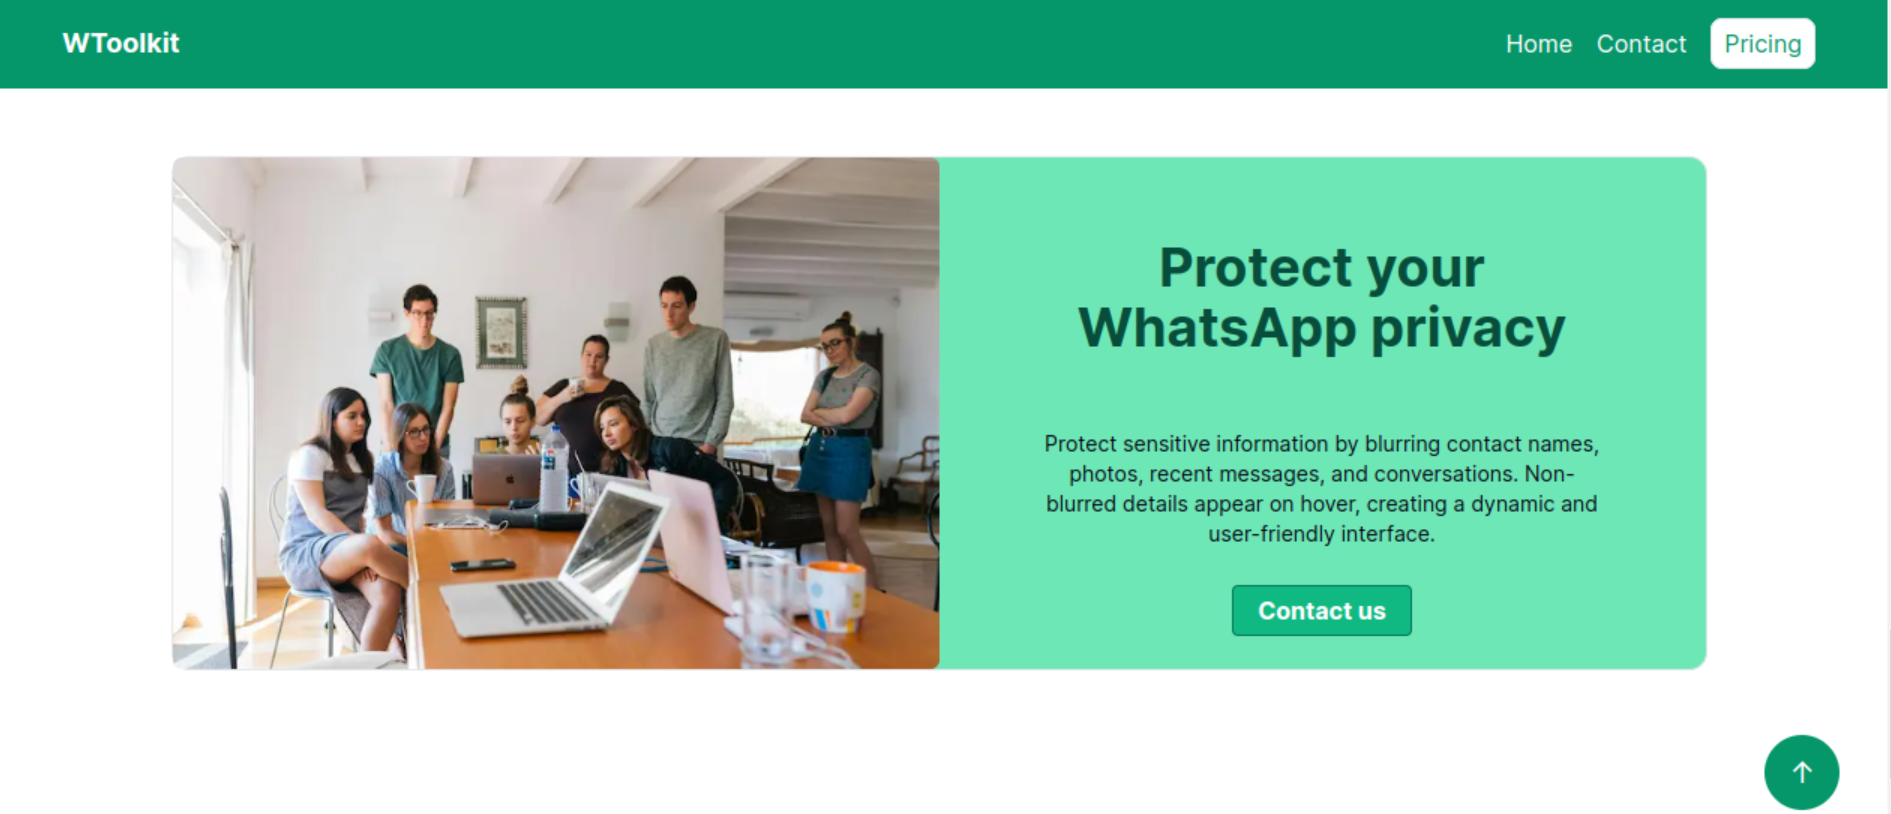 WToolkit
Home Contact Pricing
Protect your
WhatsApp privacy
Protect sensitive information by blurring contact names,
photos, recent messages, and conversations. Non-
blurred details appear on hover, creating a dynamic and
user-friendly interface.
Contact us